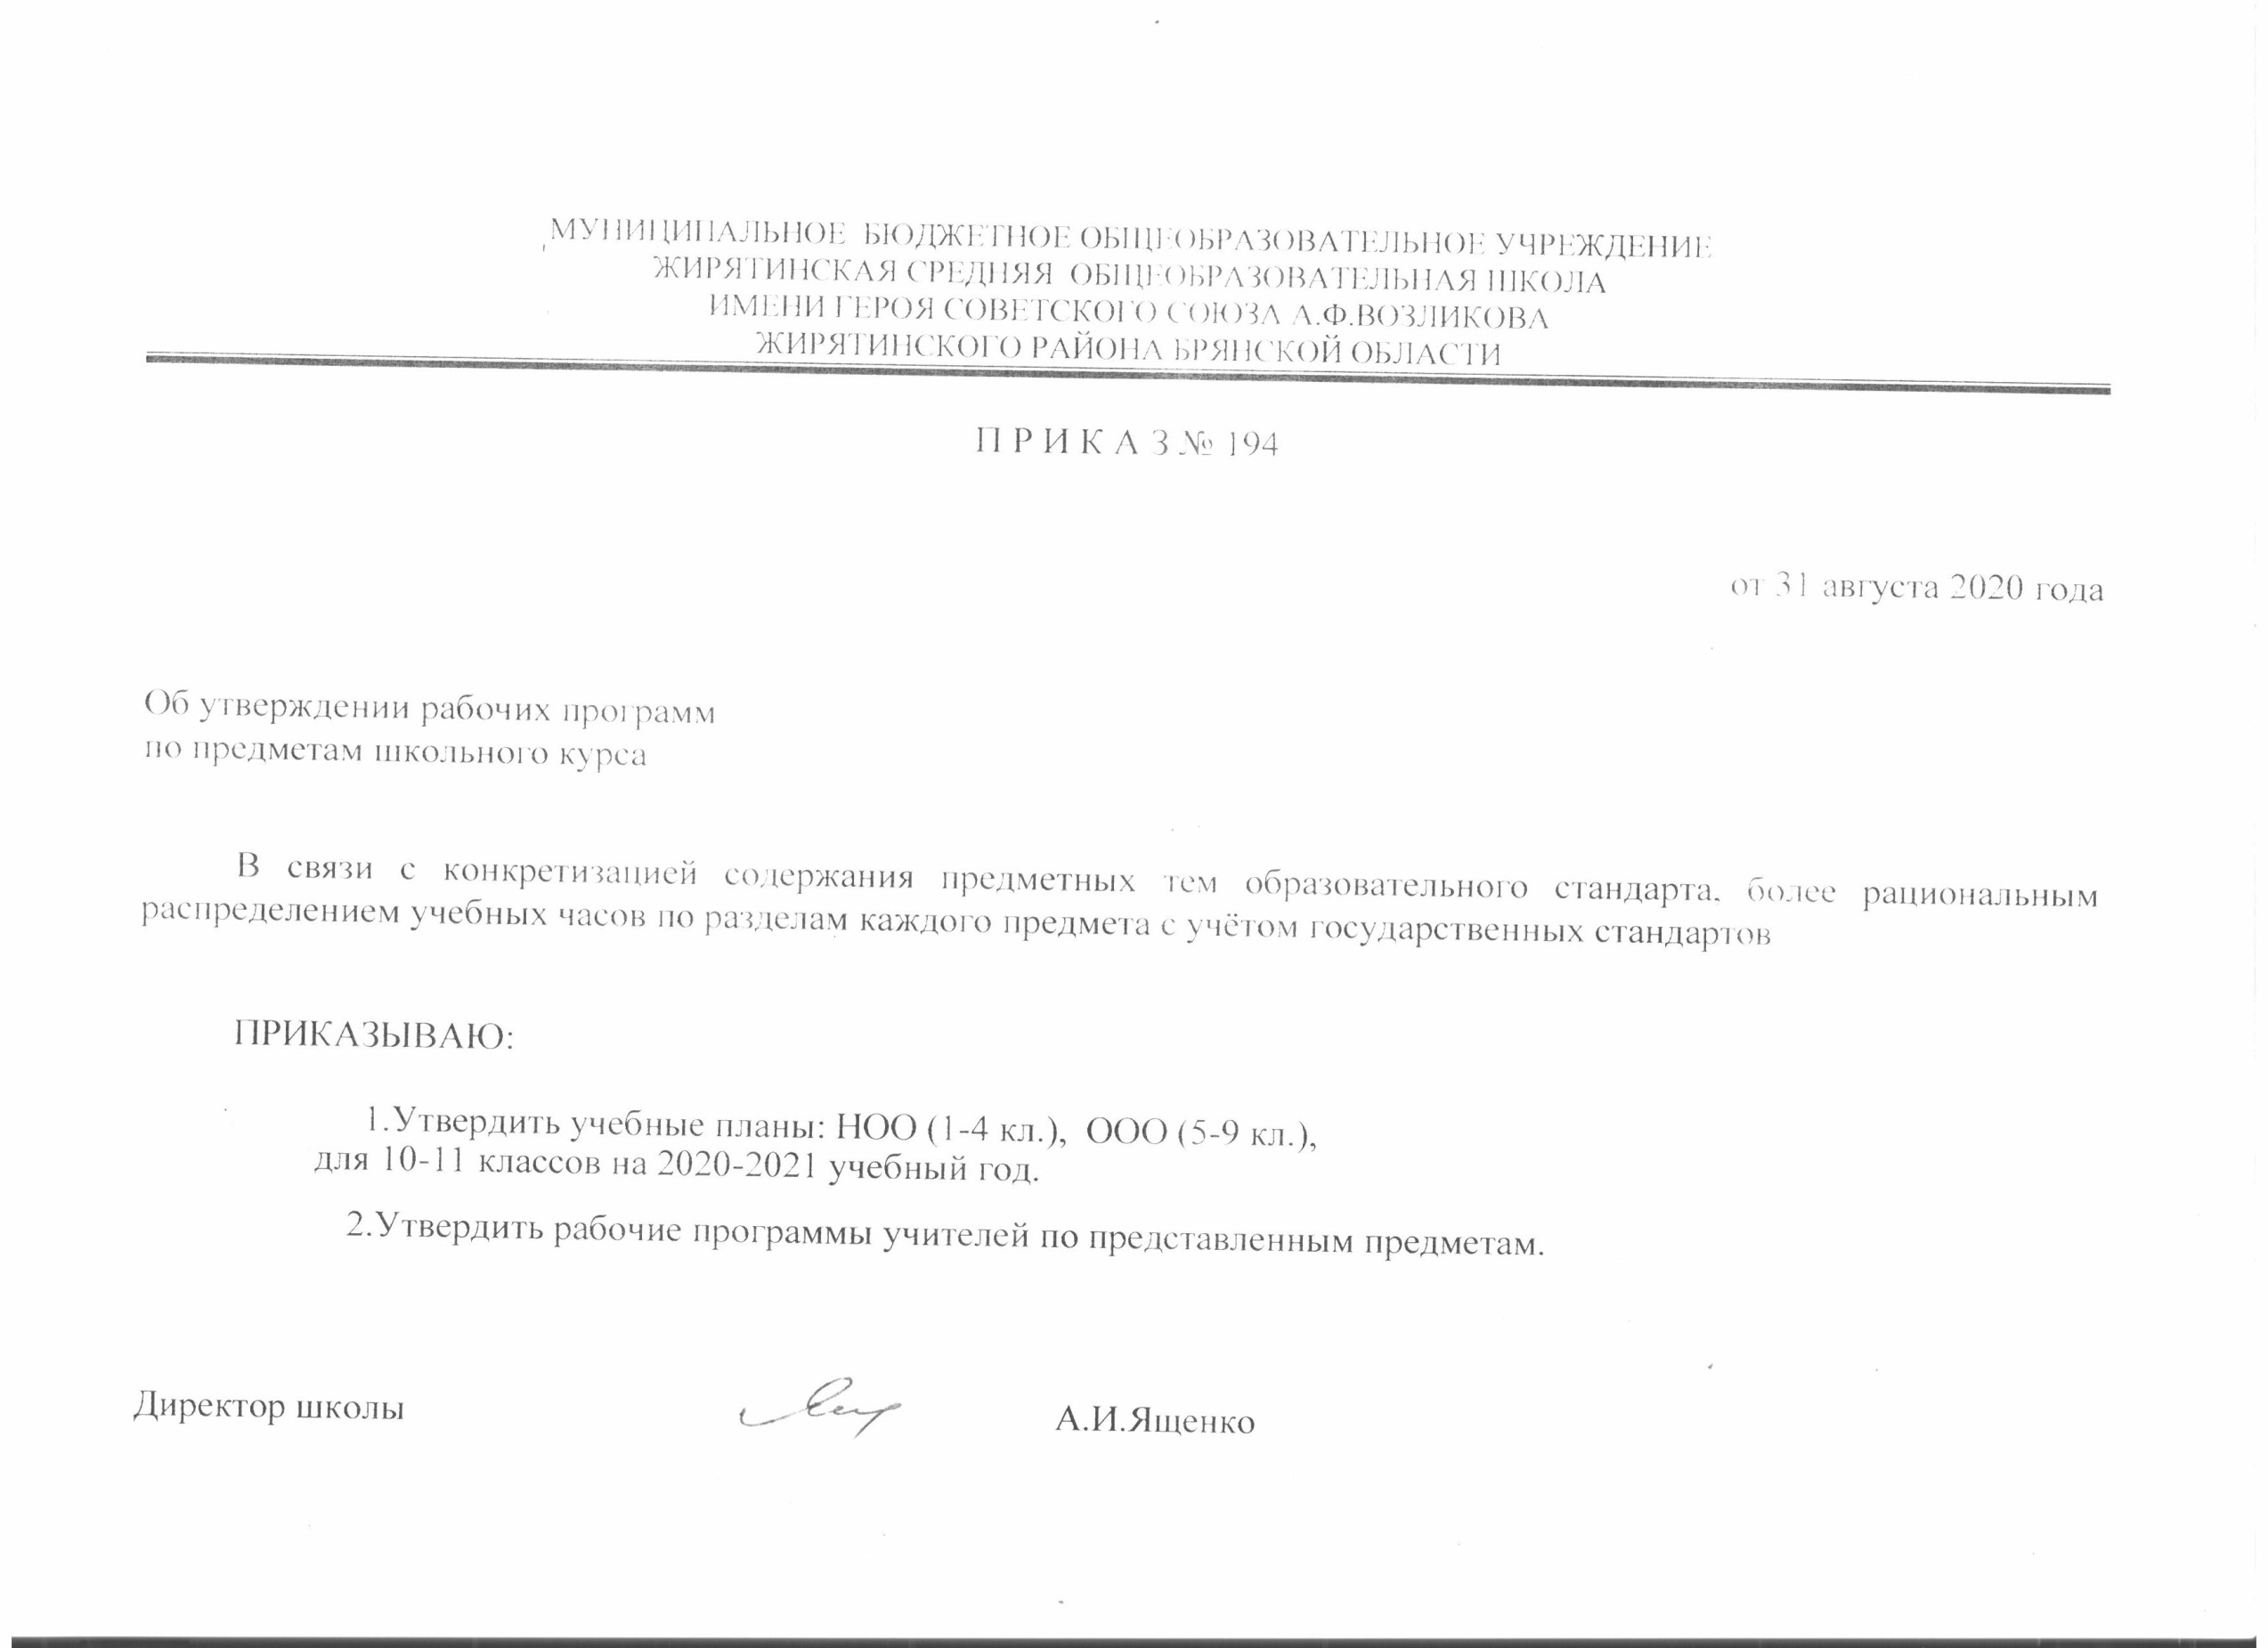 МУНИЦИПАЛЬНОЕ БЮДЖЕТНОЕ ОБЩЕОБРАЗОВАТЕЛЬНОЕ УЧРЕЖДЕНИЕ
ЖИРЯТИНСКАЯ СРЕДНЯЯ ОБЩЕОБРАЗОВАТЕЛЬНАЯ ШКОЛА
ИМЕНИ ГЕРОЯ СОВЕТСКОГО СОЮЗА А.Ф.ВОЗЛИКОВА
ЖИРЯТИНСКОГО РАЙОНА БРЯНСКОЙ ОБЛАСТИ
П Р И К А З № 194
от 31 августа 2020 года
Об утверждении рабочих программ
по предметам школьного курса
В связи с конкретизацией содержания предметных тем образовательного стандарта, более рациональным
распределением учебных часов по разделам каждого предмета с учётом государственных стандартов
ПРИКАЗЫВАЮ:
1.Утвердить учебные планы: НОО (1-4 кл.), ООО (5-9 кл.),
для 10-11 классов на 2020-2021 учебный год.
2.Утвердить рабочие программы учителей по представленным предметам.
Директор школы А.И.Ященко